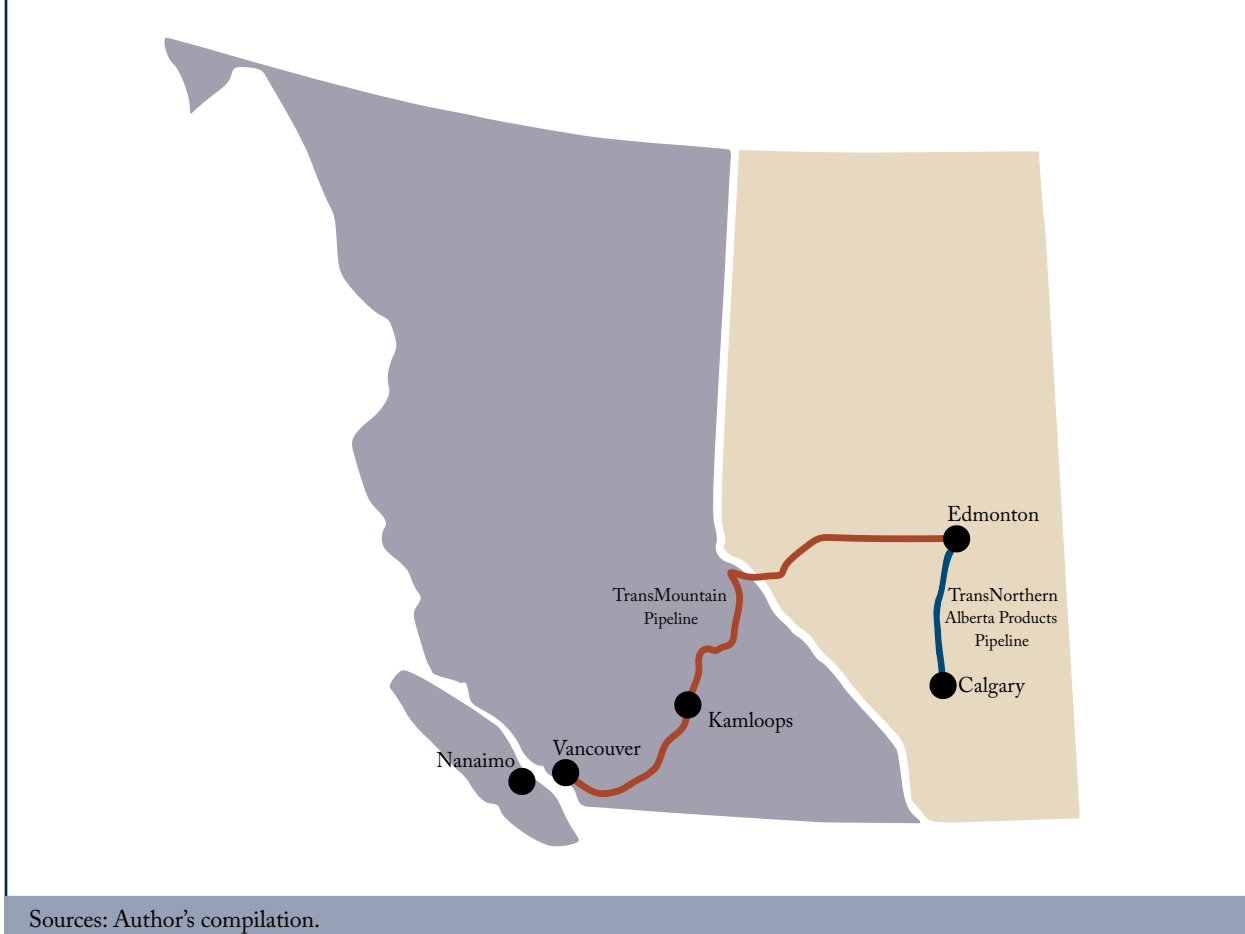 Edmonton
TransMountain
Pipeline
TransNorthern
Alberta Products
Pipeline
Calgary
Kamloops
Vancouver
Nanaimo
Sources: Author’s compilation.